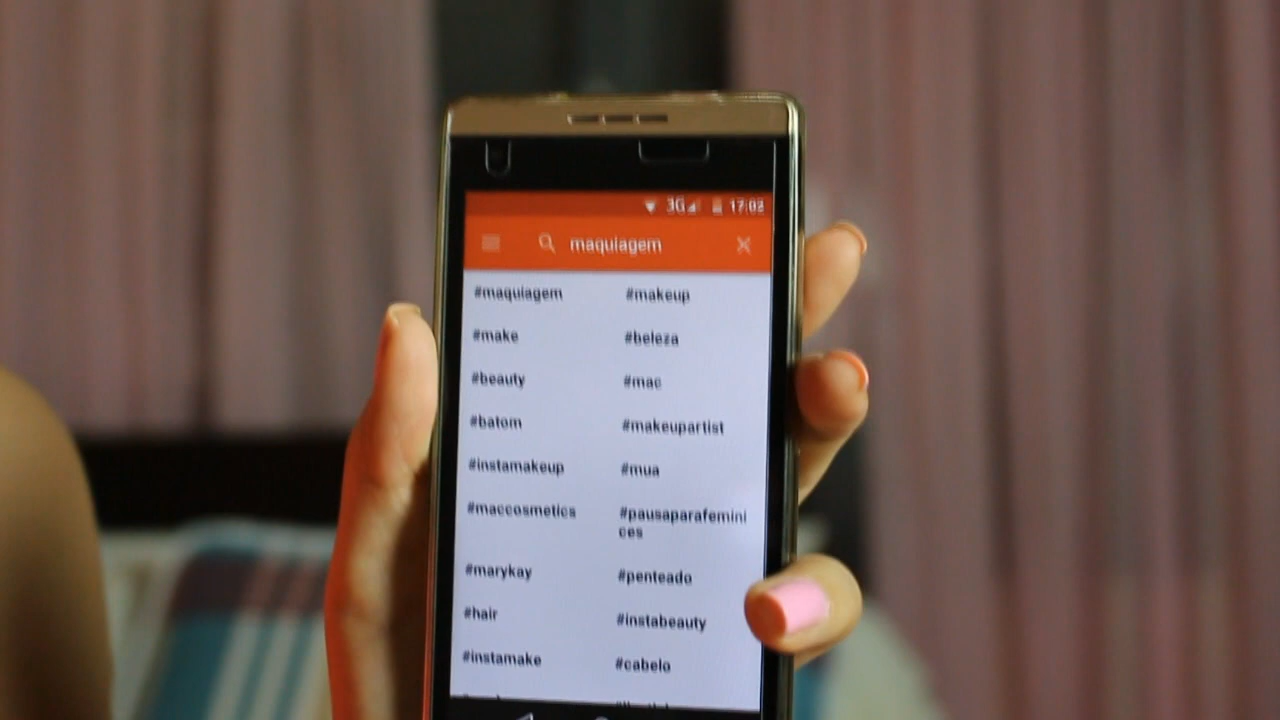 3G 17:02
maquiagem
#maquiagem #makeup
#make #beleza
#beauty #mac
#batom #makeupartist
#instamakeup #mua
#maccosmetics #pausaparafemini
ces
#marykay #penteado
#hair #instabeauty
#instamake #cabelo